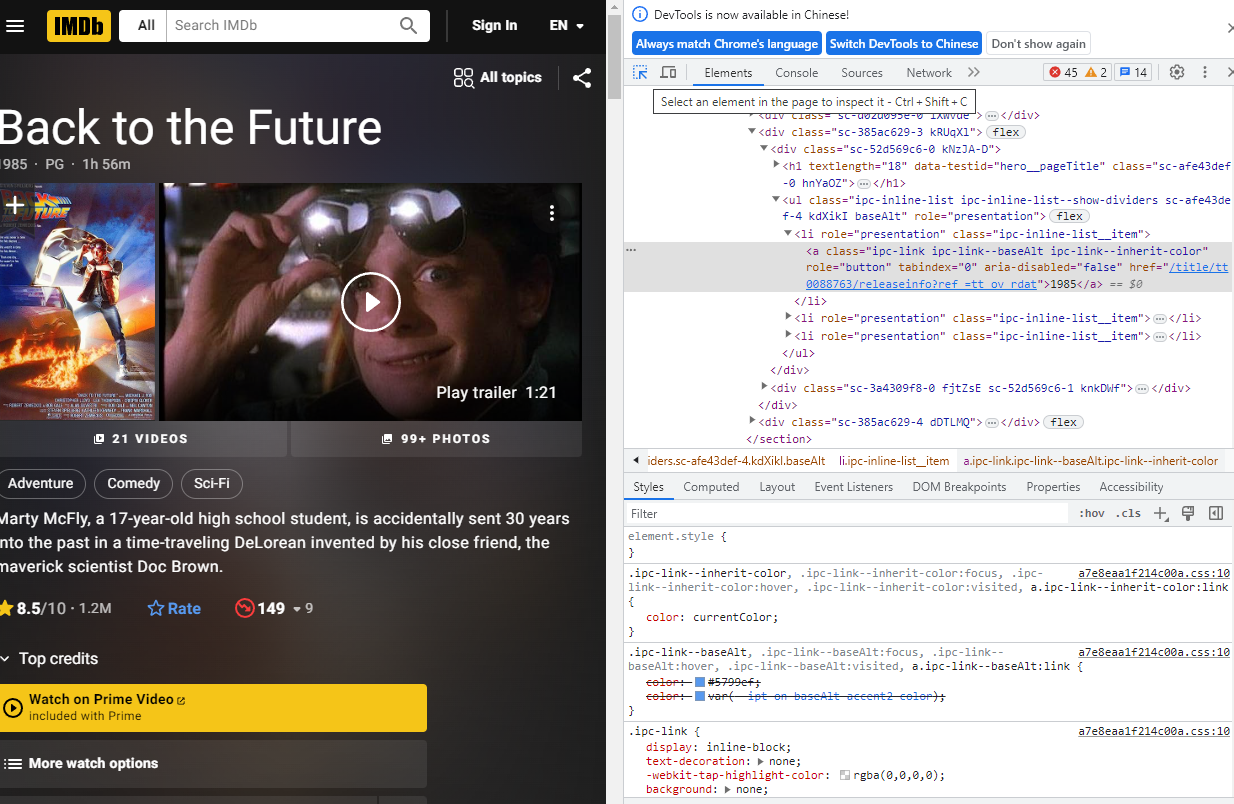 IMDb All Search IMDb Sign In EN
All topics
Back to the Future
1985 · PG · 1h 56m
Play trailer 1:21
21 VIDEOS
99+ PHOTOS
Adventure Comedy Sci-Fi
Marty McFly, a 17-year-old high school student, is accidentally sent 30 years
into the past in a time-traveling DeLorean invented by his close friend, the
maverick scientist Doc Brown.
8.5/10 · 1.2M Rate 149 9
Top credits
Watch on Prime Video
included with Prime
More watch options
DevTools is now available in Chinese!
Always match Chrome's language Switch DevTools to Chinese Don't show again
Elements Console Sources Network 45 2 14
Select an element in the page to inspect it - Ctrl + Shift + C
<div class="sc-d02d095e-0 lXwvde">…</div>
<div class="sc-385ac629-3 kRUqXl"> flex
<div class="sc-52d569c6-0 kNzJA-D">
<h1 textlength="18" data-testid="hero__pageTitle" class="sc-afe43def
-0 hnYaOZ">…</h1>
<ul class="ipc-inline-list ipc-inline-list--show-dividers sc-afe43de
f-4 kdXikI baseAlt" role="presentation"> flex
<li role="presentation" class="ipc-inline-list__item">
<a class="ipc-link ipc-link--baseAlt ipc-link--inherit-color"
role="button" tabindex="0" aria-disabled="false" href="/title/tt
0088763/releaseinfo?ref_=tt_ov_rdat">1985</a> == $0
</li>
<li role="presentation" class="ipc-inline-list__item">…</li>
<li role="presentation" class="ipc-inline-list__item">…</li>
</ul>
</div>
<div class="sc-3a4309f8-0 fjtZsE sc-52d569c6-1 knkDWf">…</div>
</div>
<div class="sc-385ac629-4 dDTLMQ">…</div> flex
</section>
iders.sc-afe43def-4.kdXikI.baseAlt li.ipc-inline-list__item a.ipc-link.ipc-link--baseAlt.ipc-link--inherit-color
Styles Computed Layout Event Listeners DOM Breakpoints Properties Accessibility
Filter :hov .cls
element.style {
}
.ipc-link--inherit-color, .ipc-link--inherit-color:focus, .ipc- a7e8eaa1f214c00a.css:10
link--inherit-color:hover, .ipc-link--inherit-color:visited, a.ipc-link--inherit-color:link
{
color: currentColor;
}
.ipc-link--baseAlt, .ipc-link--baseAlt:focus, .ipc-link-- a7e8eaa1f214c00a.css:10
baseAlt:hover, .ipc-link--baseAlt:visited, a.ipc-link--baseAlt:link {
color: #5799ef;
color: var(--ipt-on-baseAlt-accent2-color);
}
.ipc-link { a7e8eaa1f214c00a.css:10
display: inline-block;
text-decoration: none;
-webkit-tap-highlight-color: rgba(0,0,0,0);
background: none;